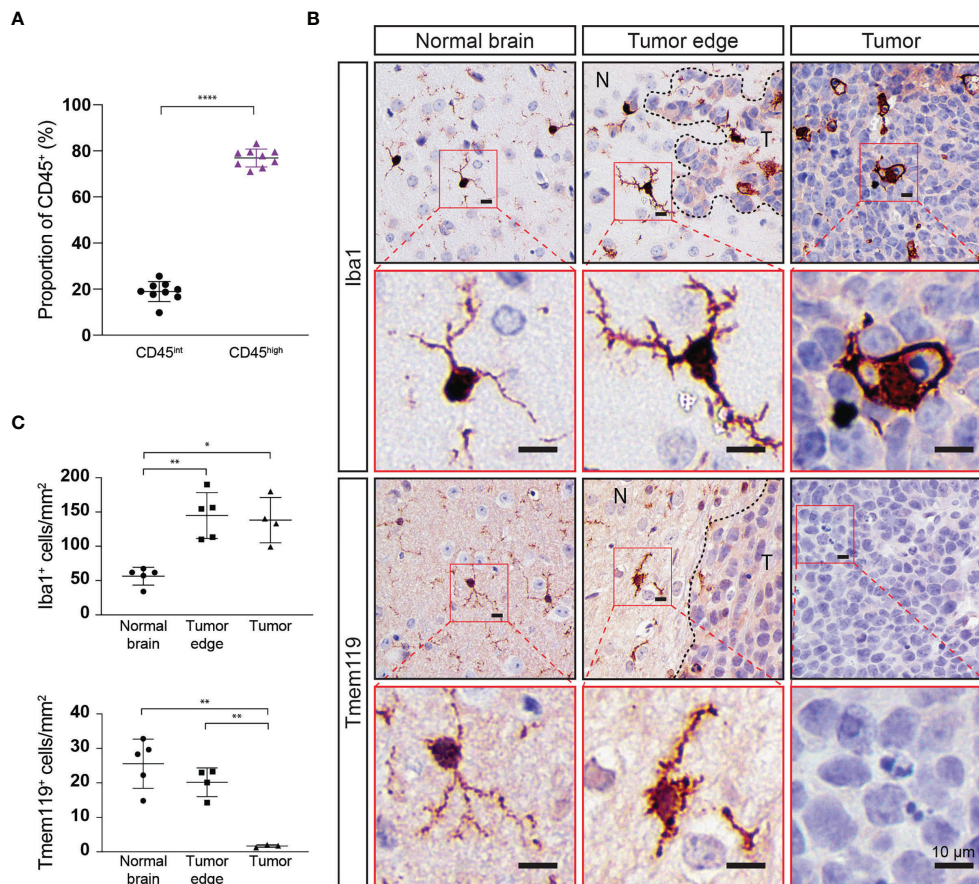 A
Proportion of CD45⁺ (%)
100
80
60
40
20
0
****
CD45ⁱⁿᵗ
CD45ʰⁱᵍʰ
B
Normal brain
Tumor edge
Tumor
Iba1
N
T
Tmem119
N
T
10 µm
C
Iba1⁺ cells/mm²
200
150
100
50
0
*
**
Normal brain
Tumor edge
Tumor
Tmem119⁺ cells/mm²
40
30
20
10
0
**
**
Normal brain
Tumor edge
Tumor